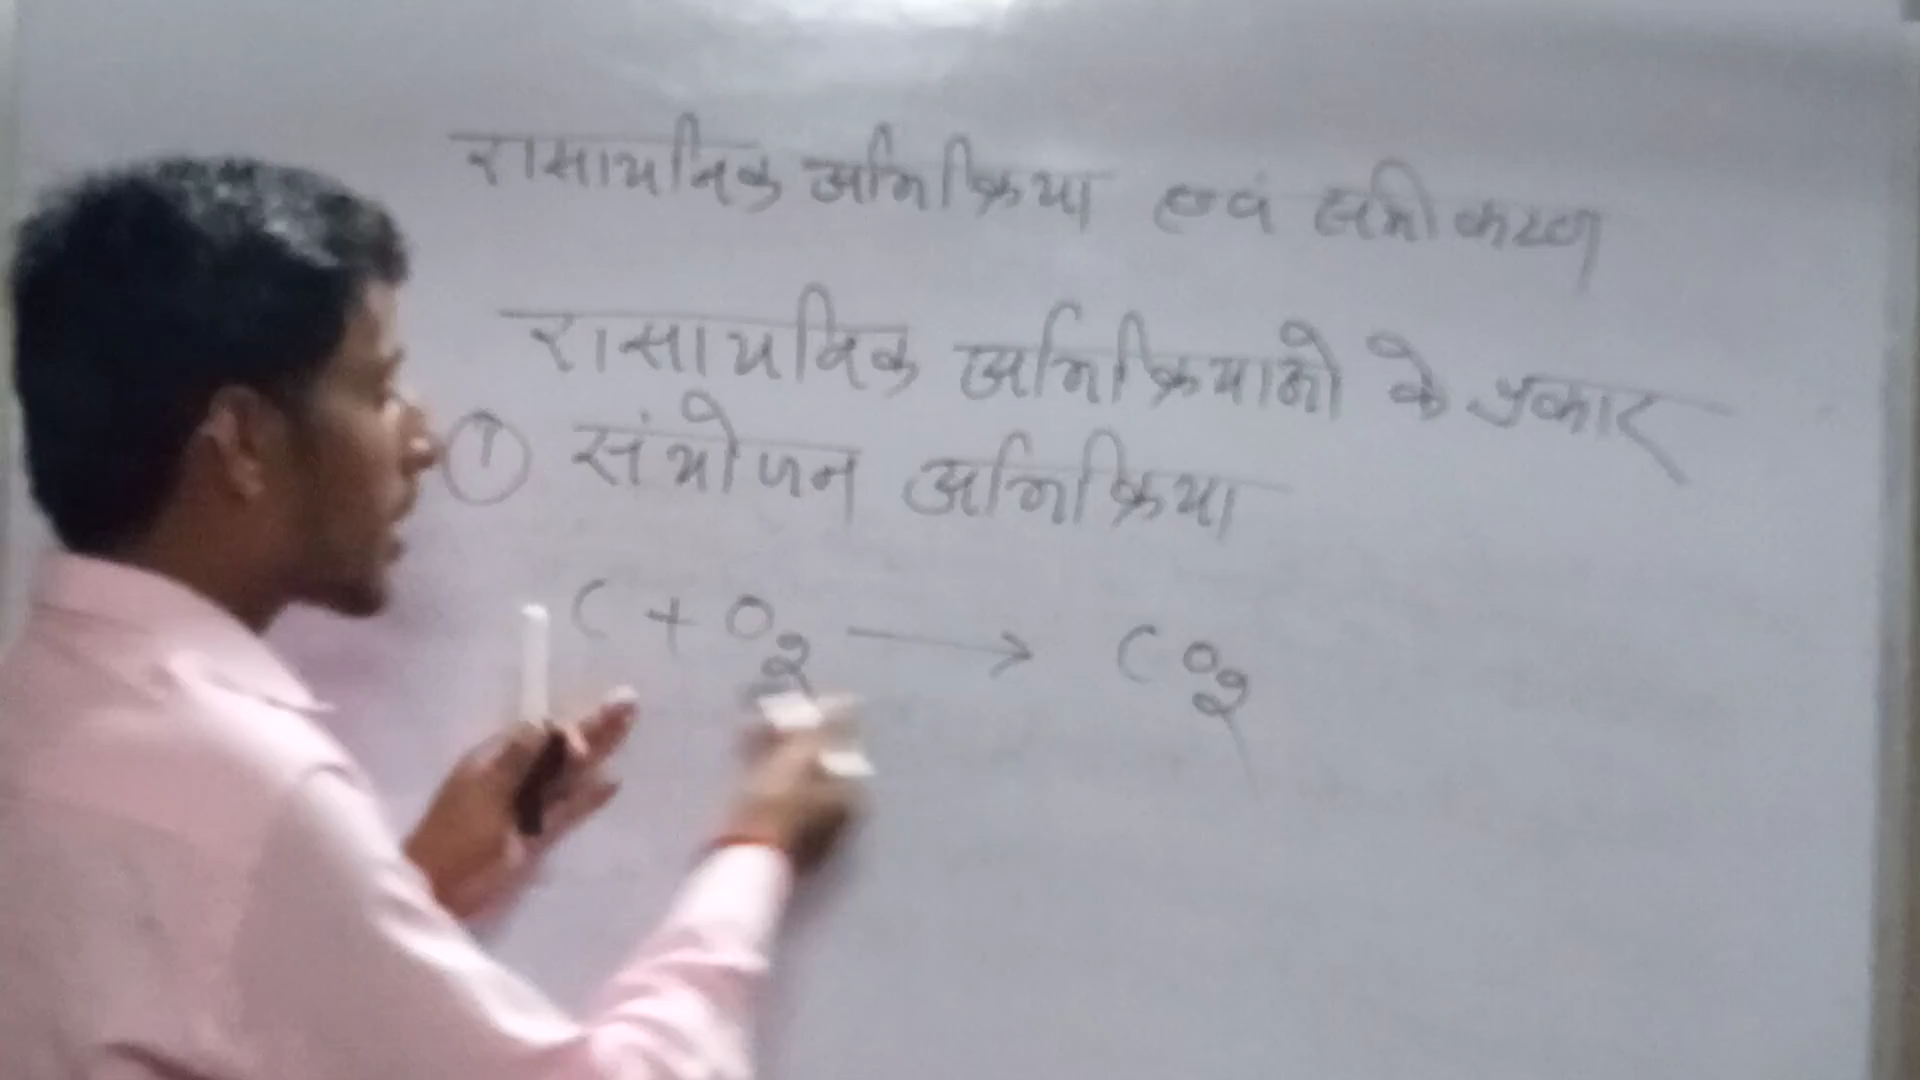 रासायनिक अभिक्रिया एवं समीकरण
रासायनिक अभिक्रियाओ के प्रकार
① संयोजन अभिक्रिया
C + O₂ → CO₂